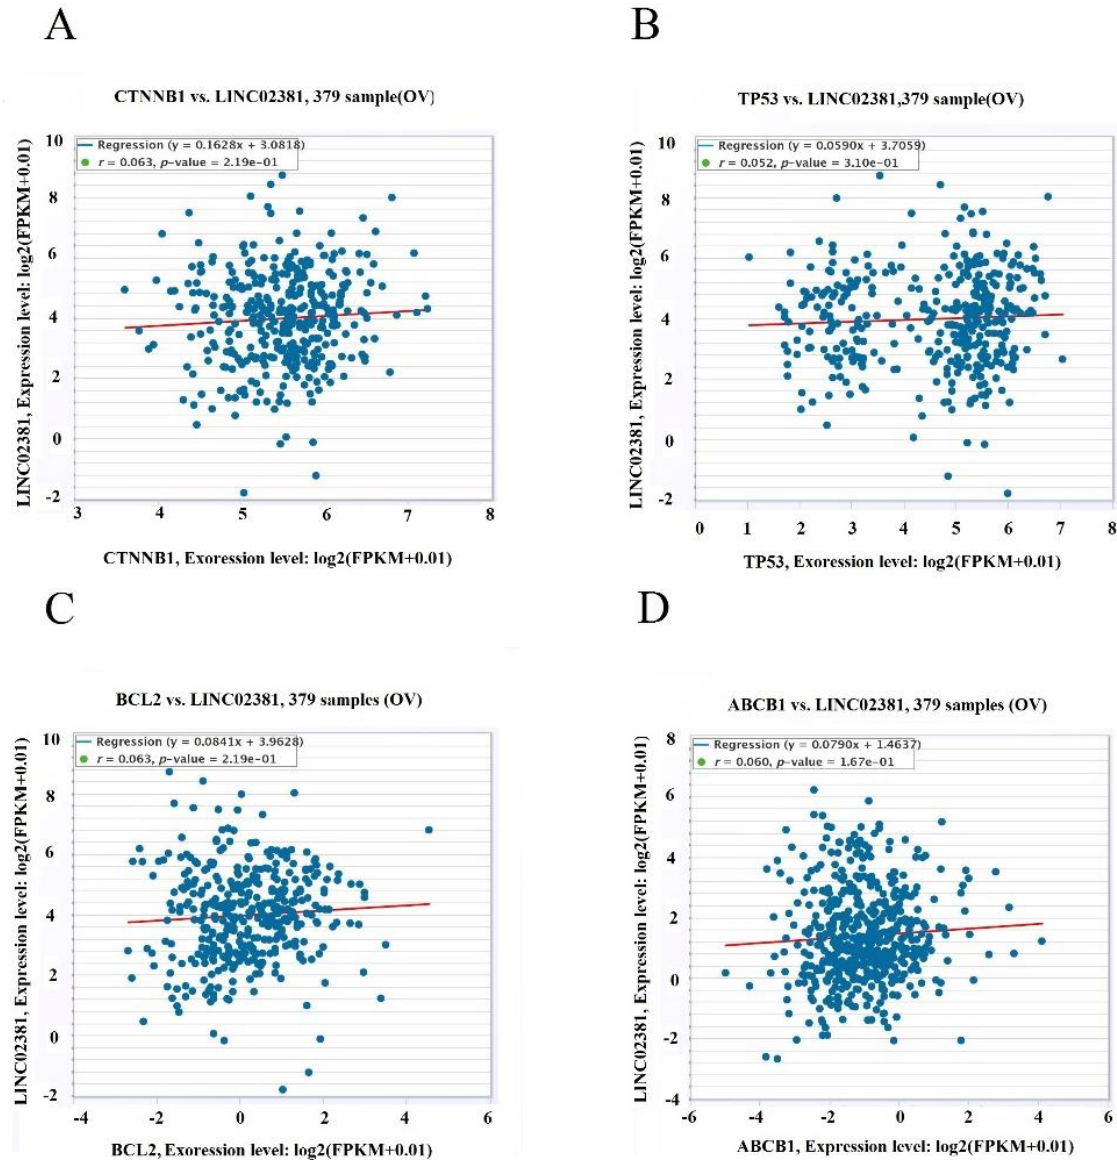 A
CTNNB1 vs. LINC02381, 379 sample(OV)
Regression (y = 0.1628x + 3.0818)
r = 0.063, p-value = 2.19e-01
LINC02381, Expression level: log2(FPKM+0.01)
10
8
6
4
2
0
-2
3
4
5
6
7
8
CTNNB1, Exoression level: log2(FPKM+0.01)
B
TP53 vs. LINC02381,379 sample(OV)
Regression (y = 0.0590x + 3.7059)
r = 0.052, p-value = 3.10e-01
LINC02381, Expression level: log2(FPKM+0.01)
10
8
6
4
2
0
-2
0
1
2
3
4
5
6
7
8
TP53, Exoression level: log2(FPKM+0.01)
C
BCL2 vs. LINC02381, 379 samples (OV)
Regression (y = 0.0841x + 3.9628)
r = 0.063, p-value = 2.19e-01
LINC02381, Expression level: log2(FPKM+0.01)
10
8
6
4
2
0
-2
-4
-2
0
2
4
6
BCL2, Exoression level: log2(FPKM+0.01)
D
ABCB1 vs. LINC02381, 379 samples (OV)
Regression (y = 0.0790x + 1.4637)
r = 0.060, p-value = 1.67e-01
LINC02381, Expression level: log2(FPKM+0.01)
8
6
4
2
0
-2
-4
-6
-4
-2
0
2
4
6
ABCB1, Expression level: log2(FPKM+0.01)